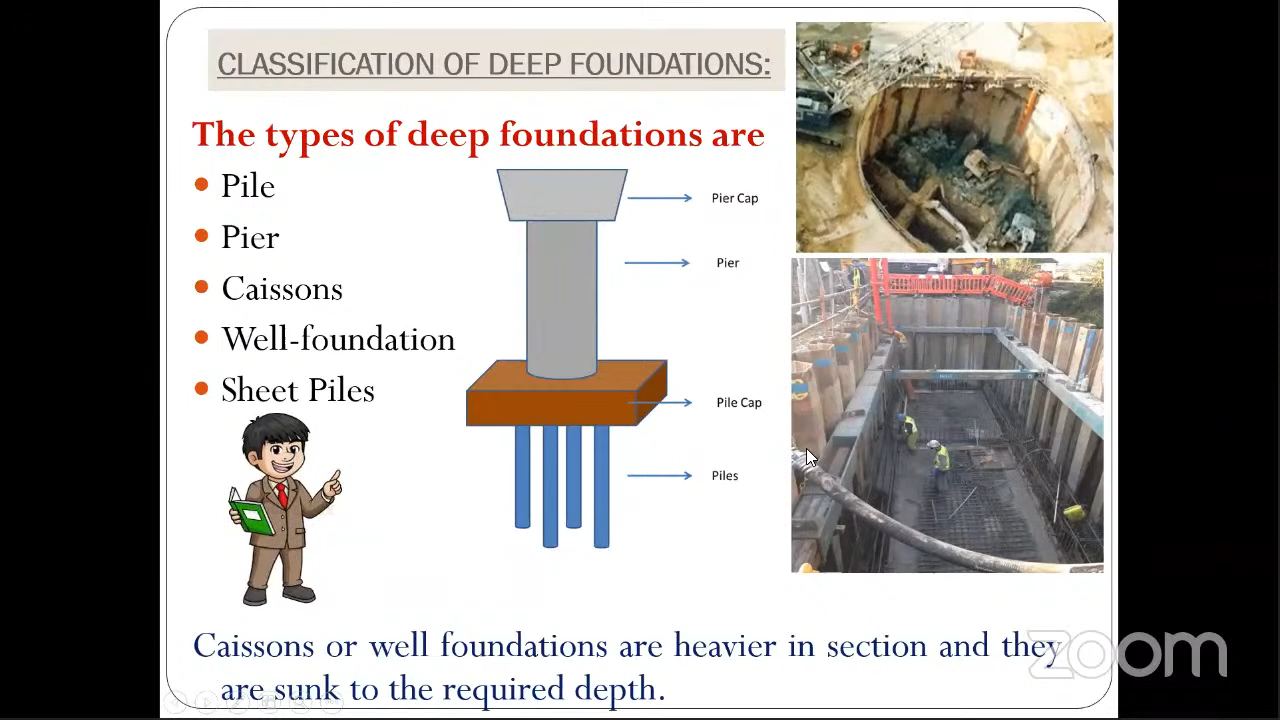 CLASSIFICATION OF DEEP FOUNDATIONS:
The types of deep foundations are
Pile
Pier
Caissons
Well-foundation
Sheet Piles
Pier Cap
Pier
Pile Cap
Piles
Caissons or well foundations are heavier in section and they
are sunk to the required depth.
zoom